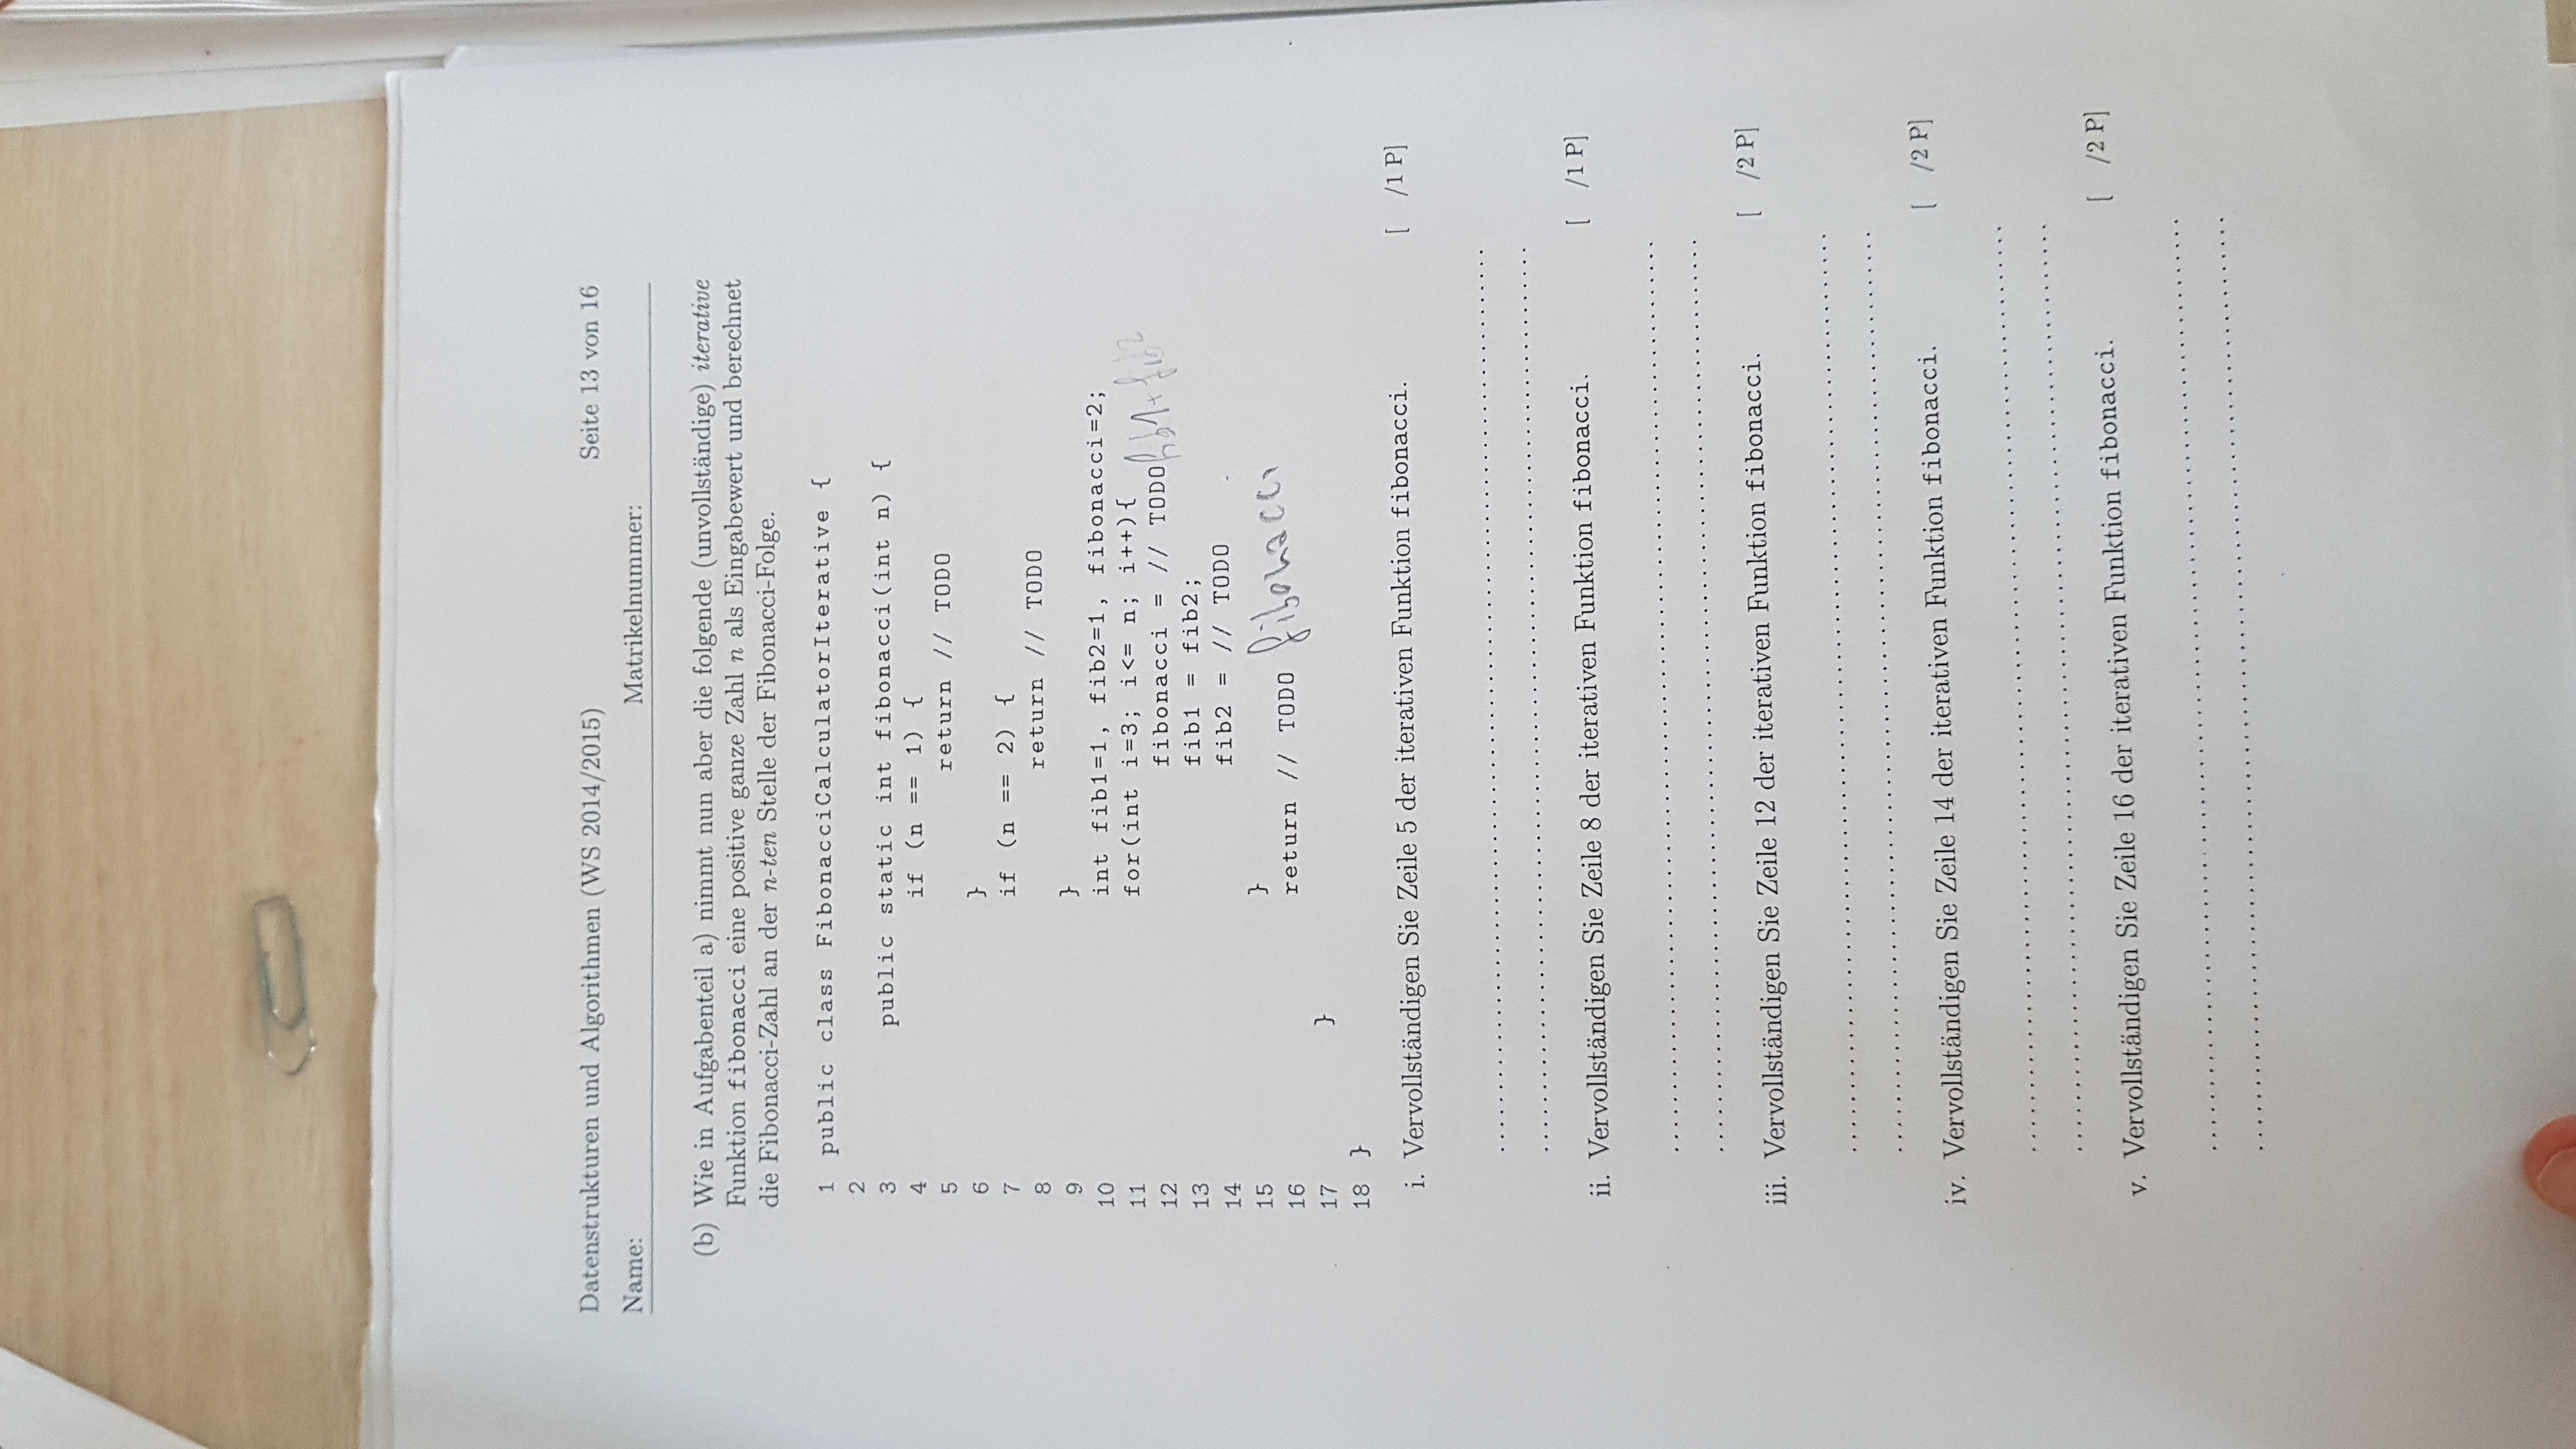 Datenstrukturen und Algorithmen (WS 2014/2015) Seite 13 von 16
Name: Matrikelnummer:
(b) Wie in Aufgabenteil a) nimmt nun aber die folgende (unvollständige) iterative
Funktion fibonacci eine positive ganze Zahl n als Eingabewert und berechnet
die Fibonacci-Zahl an der n-ten Stelle der Fibonacci-Folge.
1 public class FibonacciCalculatorIterative {
2
3 public static int fibonacci(int n) {
4 if (n == 1) {
5 return // TODO
6 }
7 if (n == 2) {
8 return // TODO
9 }
10 int fib1=1, fib2=1, fibonacci=2;
11 for(int i=3; i<= n; i++){
12 fibonacci = // TODO fib1+fib2
13 fib1 = fib2;
14 fib2 = // TODO
15 }
16 return // TODO fibonacci
17 }
18 }
i. Vervollständigen Sie Zeile 5 der iterativen Funktion fibonacci. [ /1 P]
ii. Vervollständigen Sie Zeile 8 der iterativen Funktion fibonacci. [ /1 P]
iii. Vervollständigen Sie Zeile 12 der iterativen Funktion fibonacci. [ /2 P]
iv. Vervollständigen Sie Zeile 14 der iterativen Funktion fibonacci. [ /2 P]
v. Vervollständigen Sie Zeile 16 der iterativen Funktion fibonacci. [ /2 P]